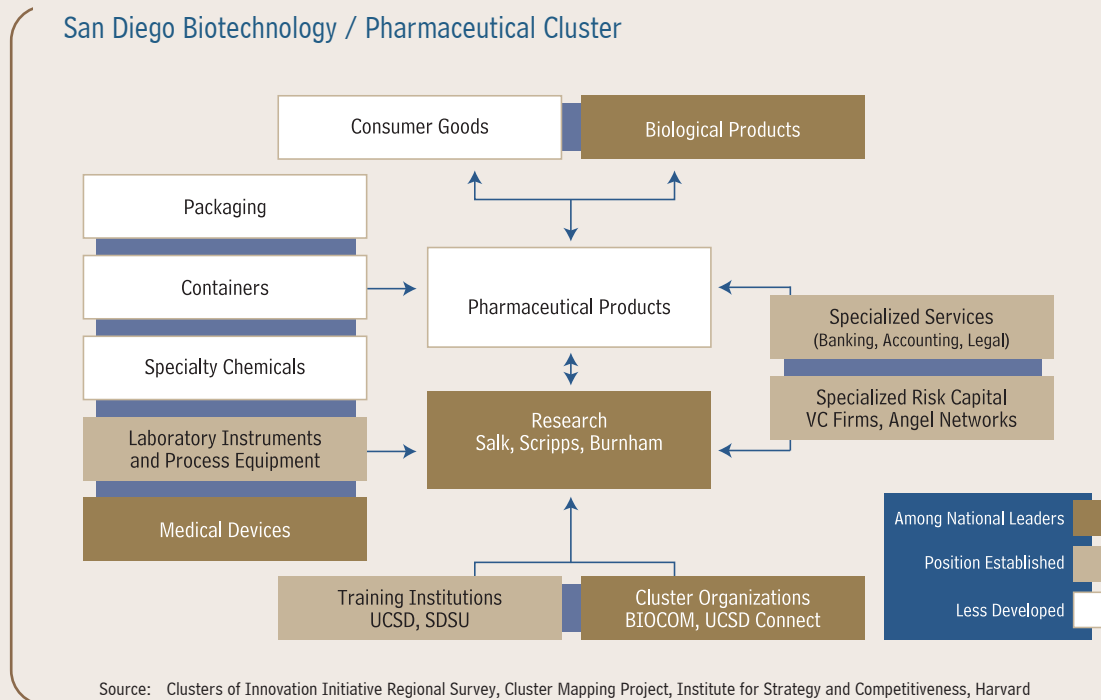 San Diego Biotechnology / Pharmaceutical Cluster
Consumer Goods
Biological Products
Packaging
Containers
Specialty Chemicals
Laboratory Instruments
and Process Equipment
Medical Devices
Pharmaceutical Products
Research
Salk, Scripps, Burnham
Specialized Services
(Banking, Accounting, Legal)
Specialized Risk Capital
VC Firms, Angel Networks
Training Institutions
UCSD, SDSU
Cluster Organizations
BIOCOM, UCSD Connect
Among National Leaders
Position Established
Less Developed
Source: Clusters of Innovation Initiative Regional Survey, Cluster Mapping Project, Institute for Strategy and Competitiveness, Harvard